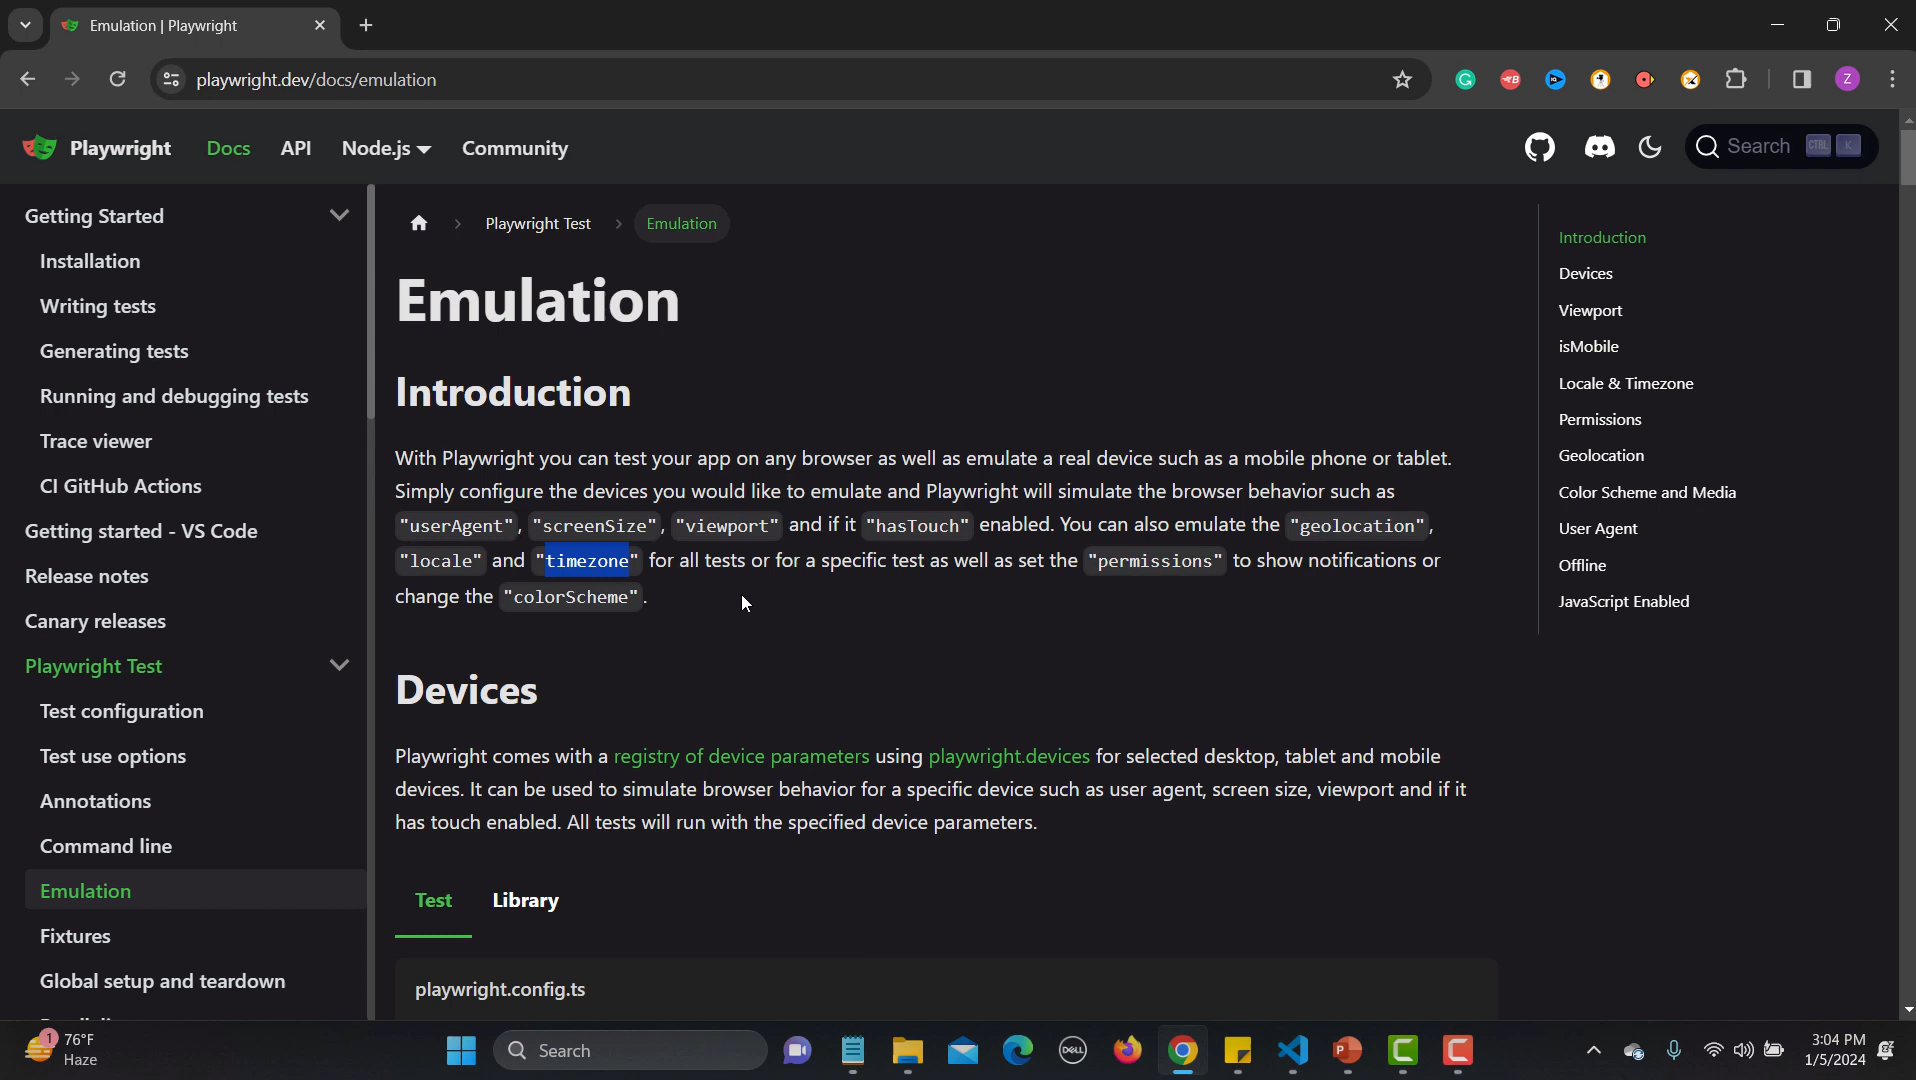 Emulation | Playwright
playwright.dev/docs/emulation
Z
Playwright
Docs
API
Node.js
Community
Search
CTRL
K
Getting Started
Installation
Writing tests
Generating tests
Running and debugging tests
Trace viewer
CI GitHub Actions
Getting started - VS Code
Release notes
Canary releases
Playwright Test
Test configuration
Test use options
Annotations
Command line
Emulation
Fixtures
Global setup and teardown
Playwright Test
Emulation
Emulation
Introduction
With Playwright you can test your app on any browser as well as emulate a real device such as a mobile phone or tablet.
Simply configure the devices you would like to emulate and Playwright will simulate the browser behavior such as
"userAgent", "screenSize", "viewport" and if it "hasTouch" enabled. You can also emulate the "geolocation",
"locale" and "timezone" for all tests or for a specific test as well as set the "permissions" to show notifications or
change the "colorScheme".
Devices
Playwright comes with a registry of device parameters using playwright.devices for selected desktop, tablet and mobile
devices. It can be used to simulate browser behavior for a specific device such as user agent, screen size, viewport and if it
has touch enabled. All tests will run with the specified device parameters.
Test
Library
playwright.config.ts
Introduction
Devices
Viewport
isMobile
Locale & Timezone
Permissions
Geolocation
Color Scheme and Media
User Agent
Offline
JavaScript Enabled
1
76°F
Haze
Search
DELL
3:04 PM
1/5/2024